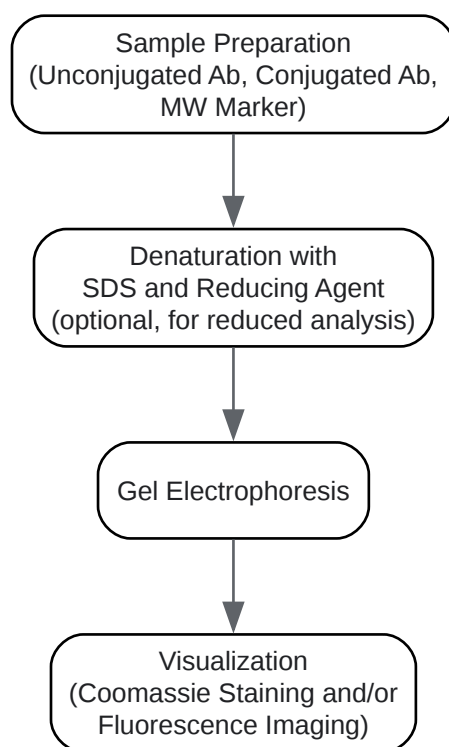 Sample Preparation
(Unconjugated Ab, Conjugated Ab,
MW Marker)
Denaturation with
SDS and Reducing Agent
(optional, for reduced analysis)
Gel Electrophoresis
Visualization
(Coomassie Staining and/or
Fluorescence Imaging)